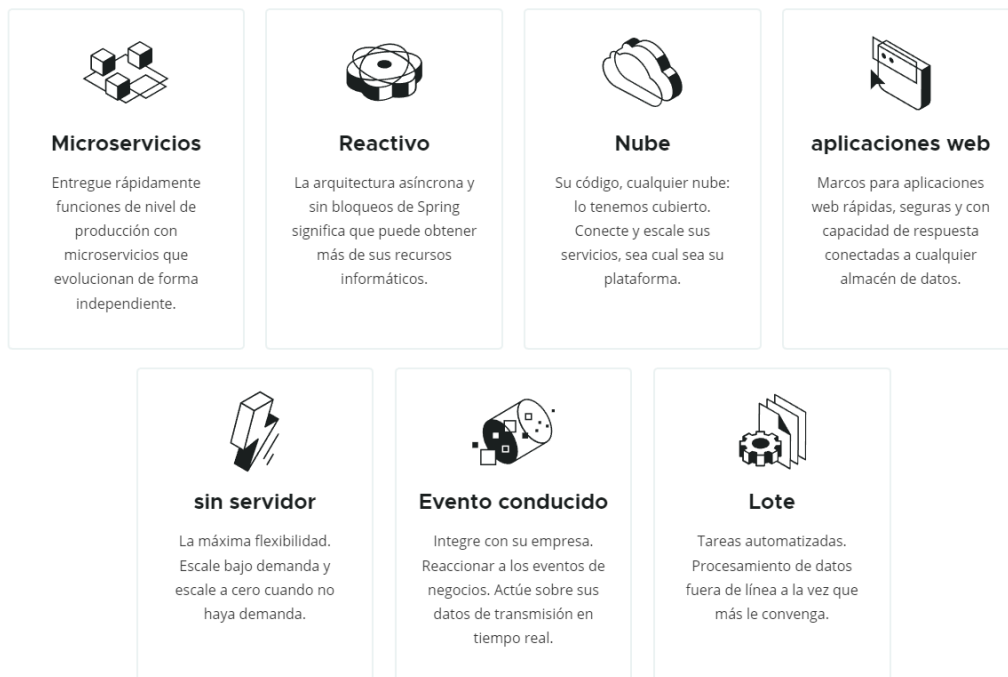 Microservicios
Entregue rápidamente
funciones de nivel de
producción con
microservicios que
evolucionan de forma
independiente.
Reactivo
La arquitectura asíncrona y
sin bloqueos de Spring
significa que puede obtener
más de sus recursos
informáticos.
Nube
Su código, cualquier nube:
lo tenemos cubierto.
Conecte y escale sus
servicios, sea cual sea su
plataforma.
aplicaciones web
Marcos para aplicaciones
web rápidas, seguras y con
capacidad de respuesta
conectadas a cualquier
almacén de datos.
sin servidor
La máxima flexibilidad.
Escale bajo demanda y
escale a cero cuando no
haya demanda.
Evento conducido
Integre con su empresa.
Reaccionar a los eventos de
negocios. Actúe sobre sus
datos de transmisión en
tiempo real.
Lote
Tareas automatizadas.
Procesamiento de datos
fuera de línea a la vez que
más le convenga.